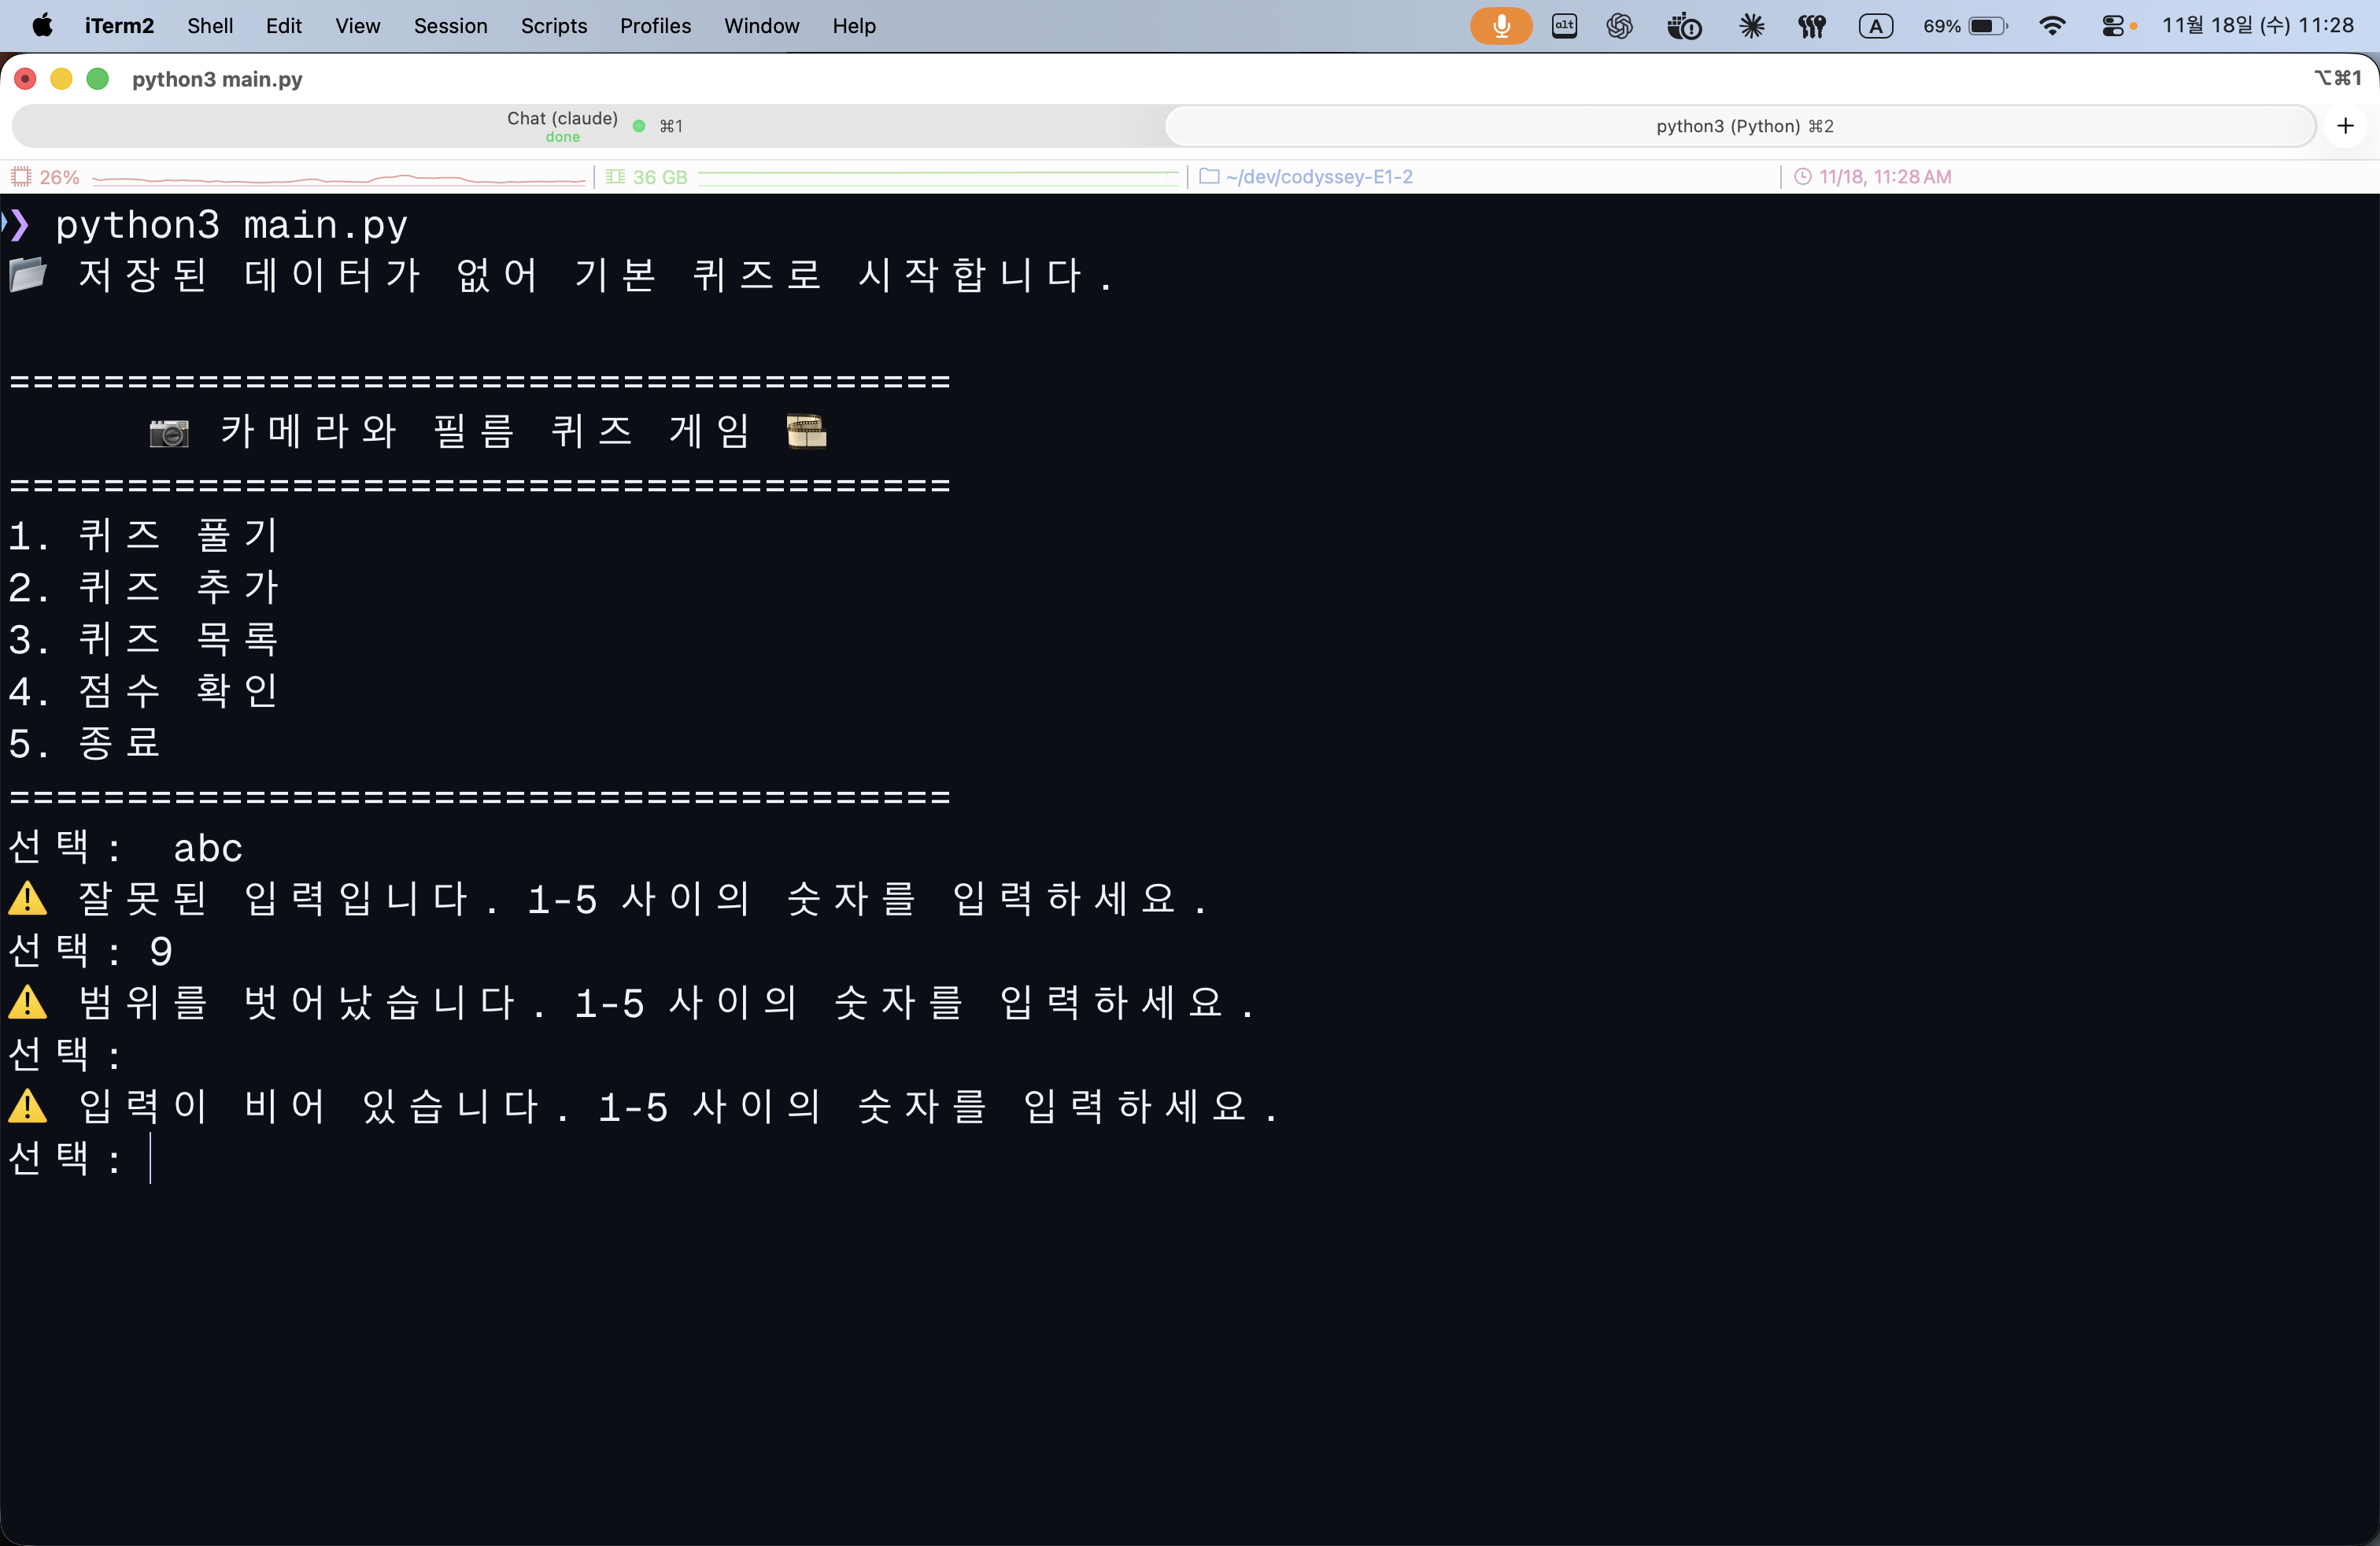 iTerm2 Shell Edit View Session Scripts Profiles Window Help alt A 69% 11월 18일 (수) 11:28
python3 main.py ⌥⌘1
Chat (claude) ⌘1 python3 (Python) ⌘2 +
done
26% 36 GB ~/dev/codyssey-E1-2 11/18, 11:28 AM
❯ python3 main.py
📂 저장된 데이터가 없어 기본 퀴즈로 시작합니다.
========================================
📷 카메라와 필름 퀴즈 게임 🎞️
========================================
1. 퀴즈 풀기
2. 퀴즈 추가
3. 퀴즈 목록
4. 점수 확인
5. 종료
========================================
선택:  abc
⚠️ 잘못된 입력입니다. 1-5 사이의 숫자를 입력하세요.
선택: 9
⚠️ 범위를 벗어났습니다. 1-5 사이의 숫자를 입력하세요.
선택:
⚠️ 입력이 비어 있습니다. 1-5 사이의 숫자를 입력하세요.
선택: